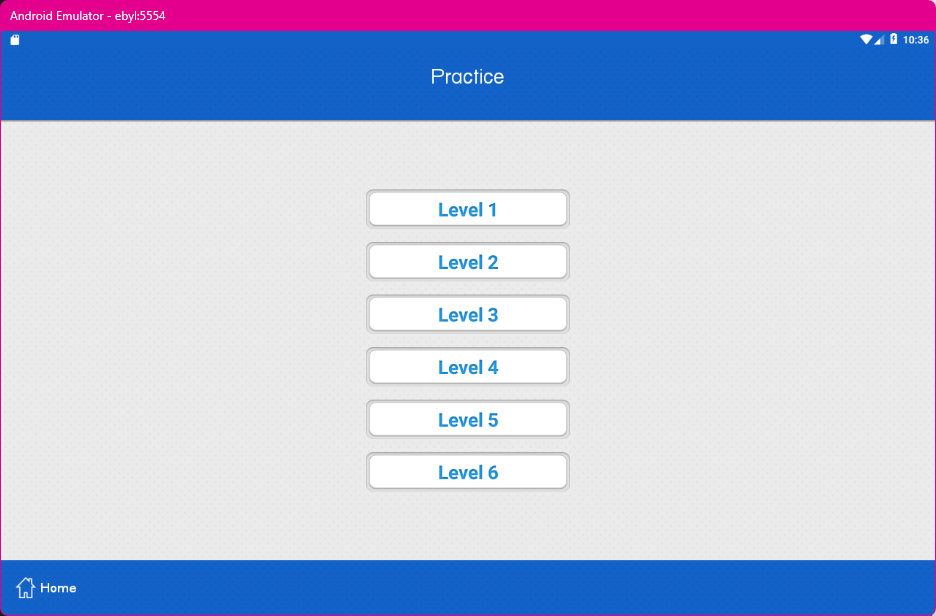 Android Emulator - ebyl:5554
10:36
Practice
Level 1
Level 2
Level 3
Level 4
Level 5
Level 6
Home